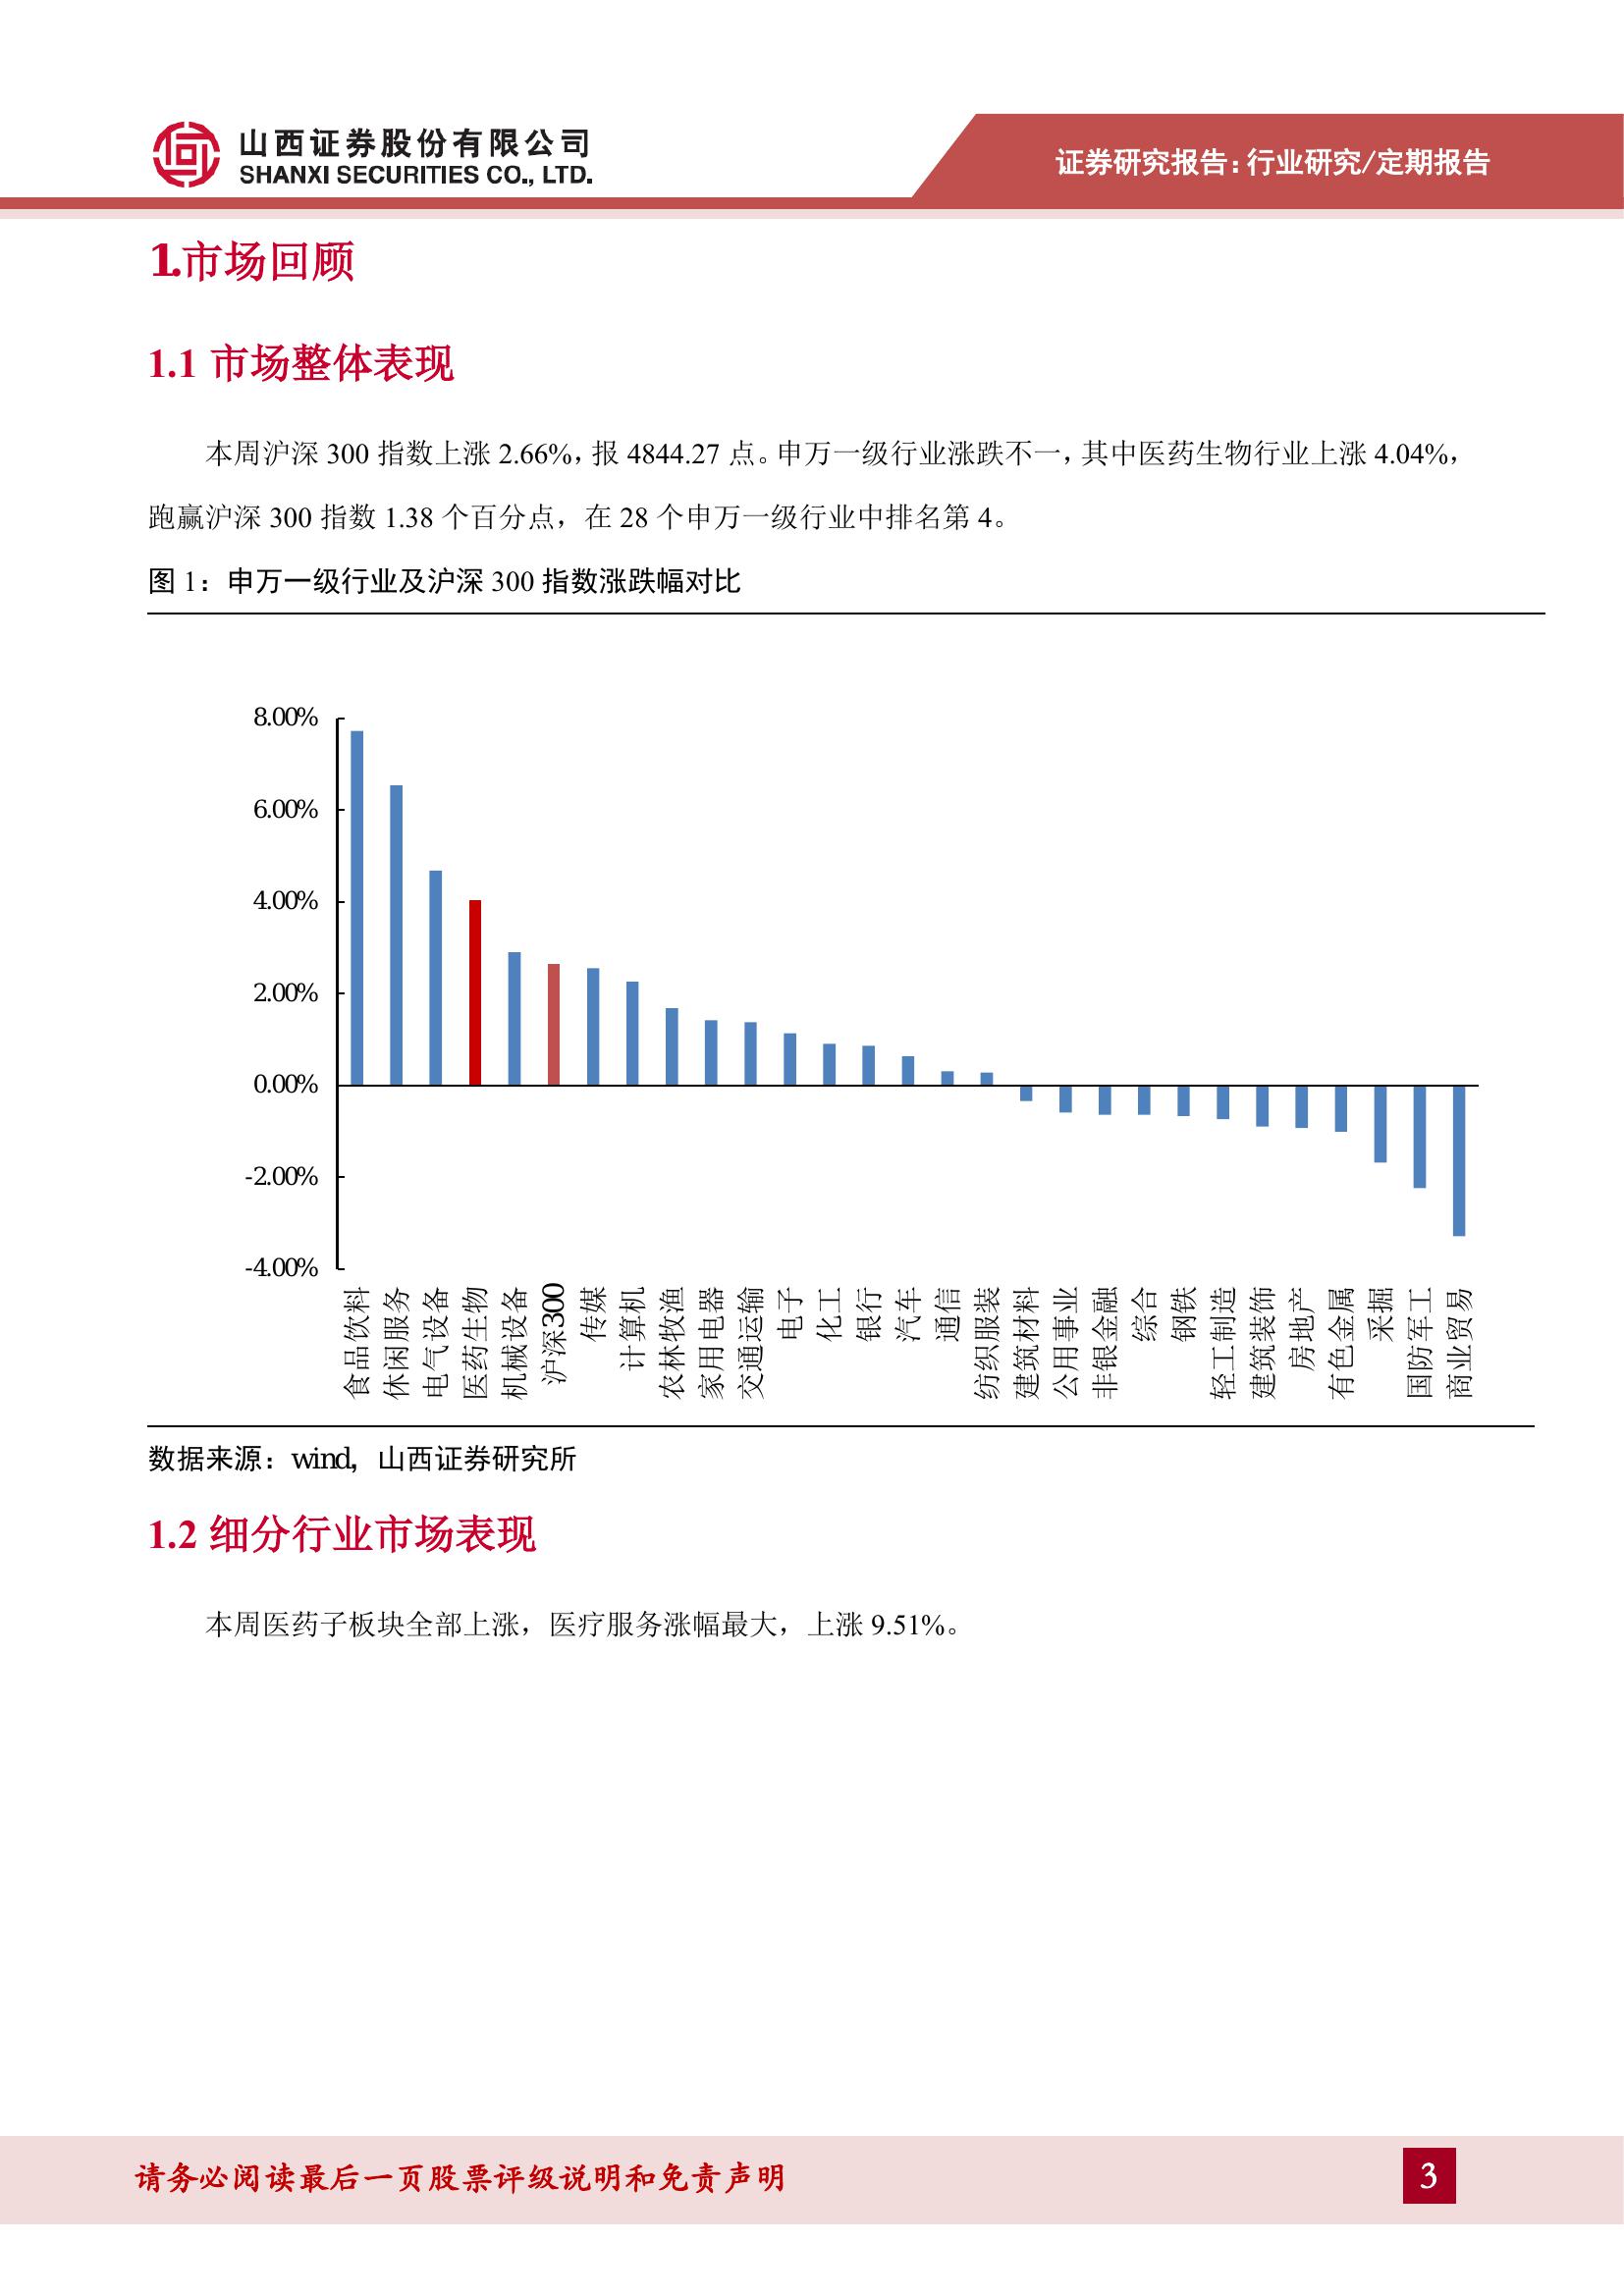 山西证券股份有限公司
SHANXI SECURITIES CO., LTD.
证券研究报告：行业研究/定期报告
1.市场回顾
1.1 市场整体表现
本周沪深 300 指数上涨 2.66%，报 4844.27 点。申万一级行业涨跌不一，其中医药生物行业上涨 4.04%，
跑赢沪深 300 指数 1.38 个百分点，在 28 个申万一级行业中排名第 4。
图 1：申万一级行业及沪深 300 指数涨跌幅对比
8.00%
6.00%
4.00%
2.00%
0.00%
-2.00%
-4.00%
食品饮料
休闲服务
电气设备
医药生物
机械设备
沪深300
传媒
计算机
农林牧渔
家用电器
交通运输
电子
化工
银行
汽车
通信
纺织服装
建筑材料
公用事业
非银金融
综合
钢铁
轻工制造
建筑装饰
房地产
有色金属
采掘
国防军工
商业贸易
数据来源：wind，山西证券研究所
1.2 细分行业市场表现
本周医药子板块全部上涨，医疗服务涨幅最大，上涨 9.51%。
请务必阅读最后一页股票评级说明和免责声明
3